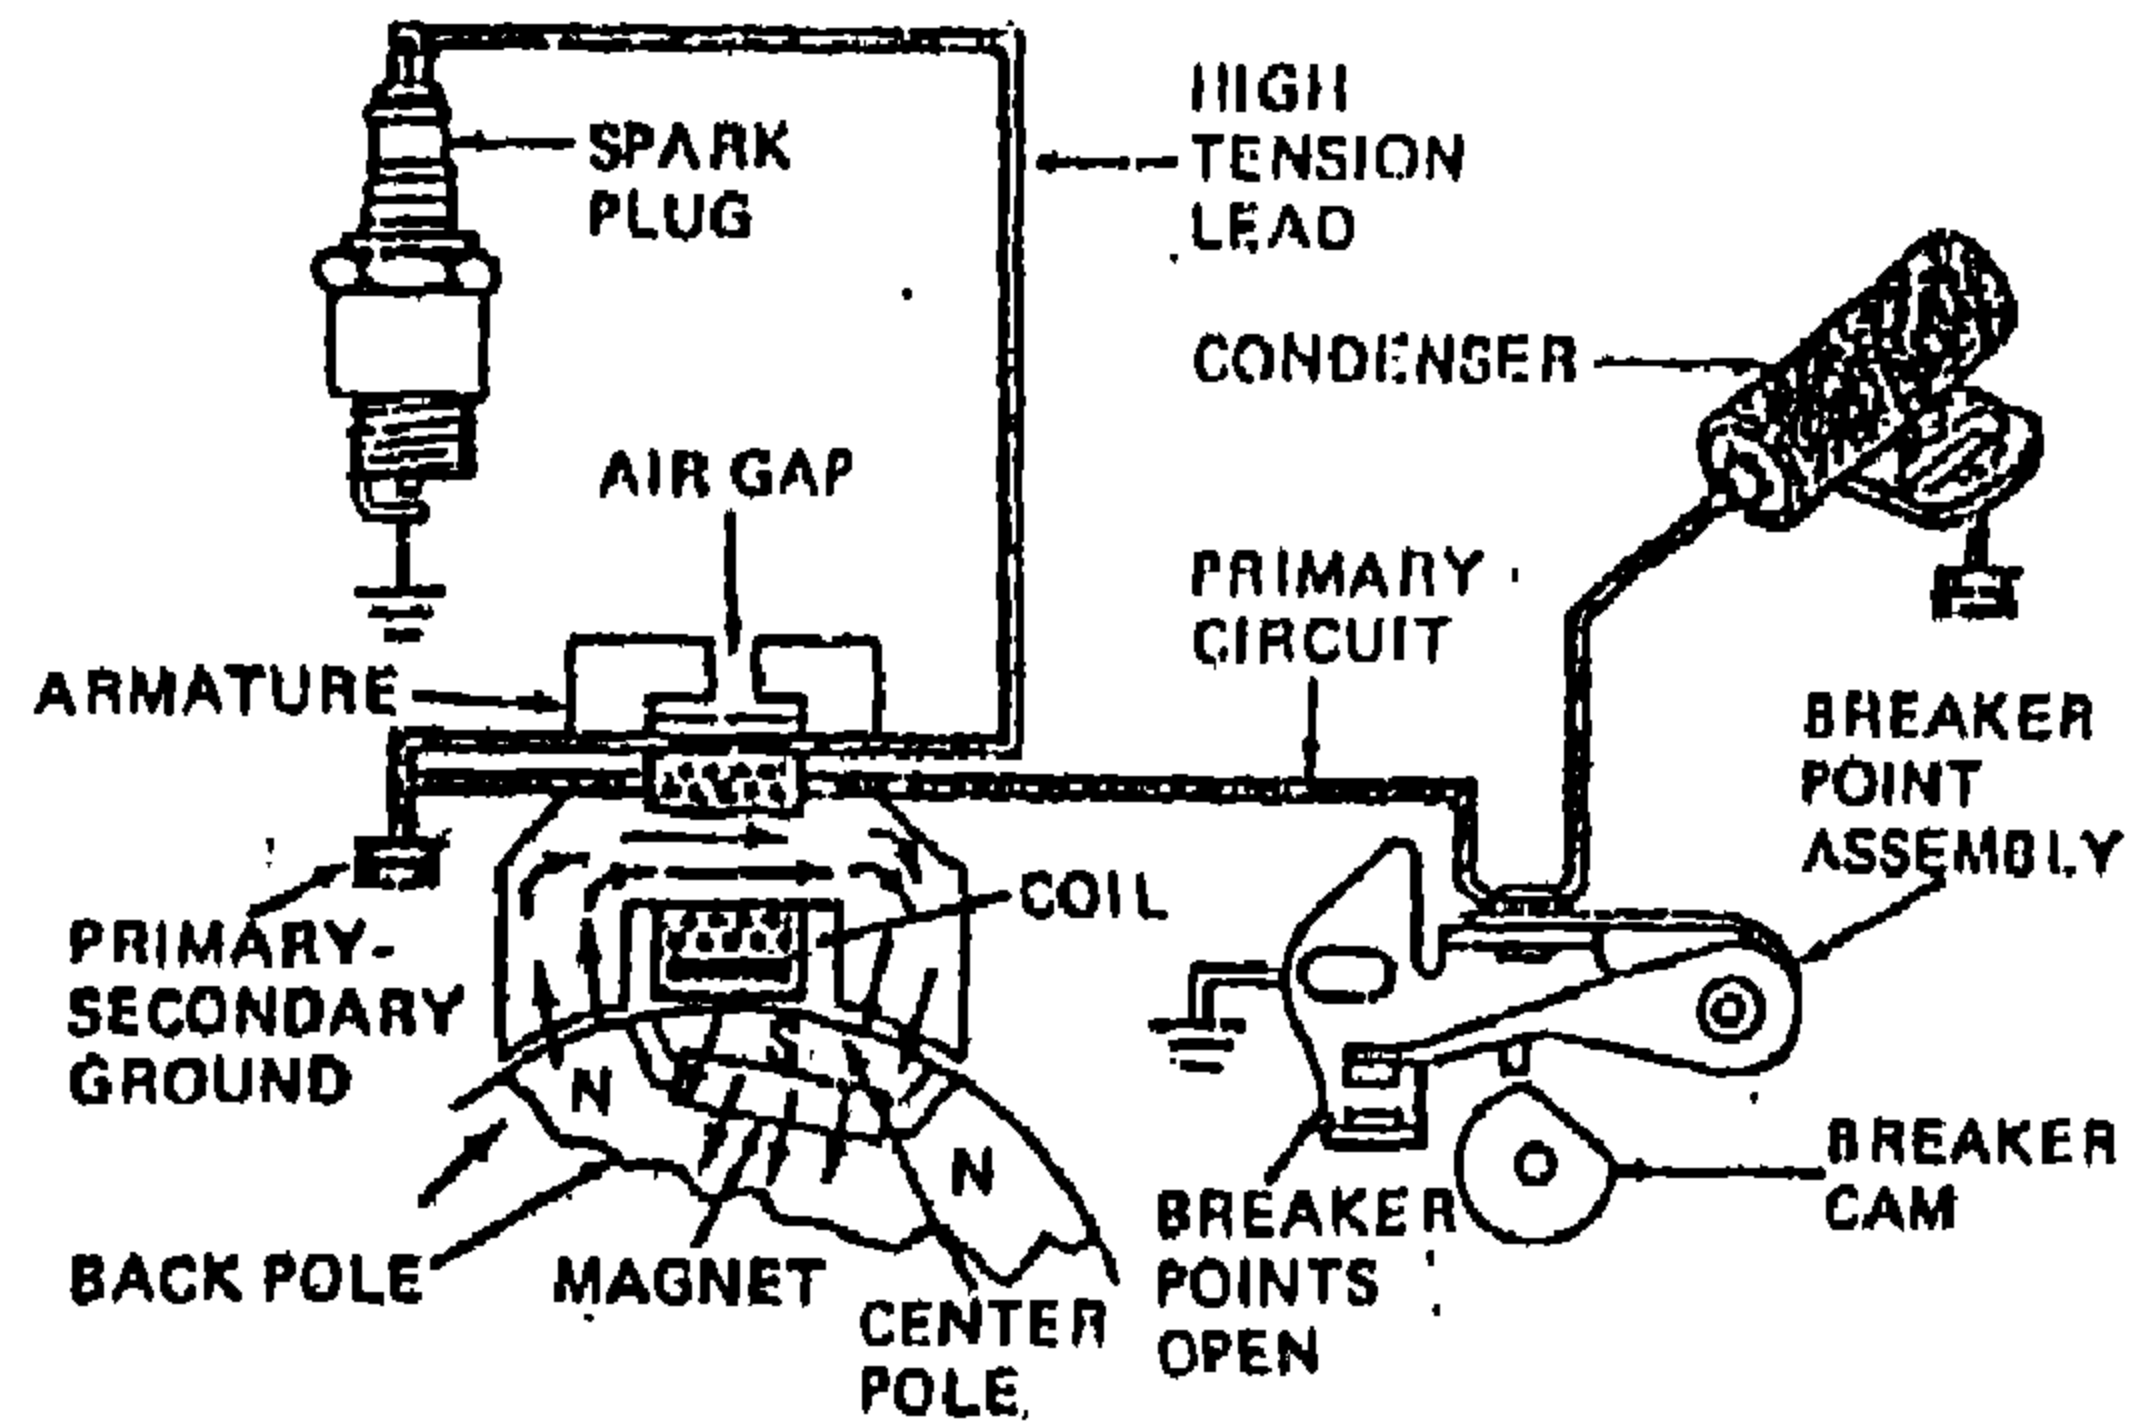 HIGH
TENSION
LEAD
SPARK
PLUG
CONDENSER
AIR GAP
PRIMARY
CIRCUIT
ARMATURE
BREAKER
POINT
ASSEMBLY
COIL
PRIMARY-
SECONDARY
GROUND
N
S
N
BREAKER
CAM
BREAKER
POINTS
OPEN
BACK POLE
MAGNET
CENTER
POLE